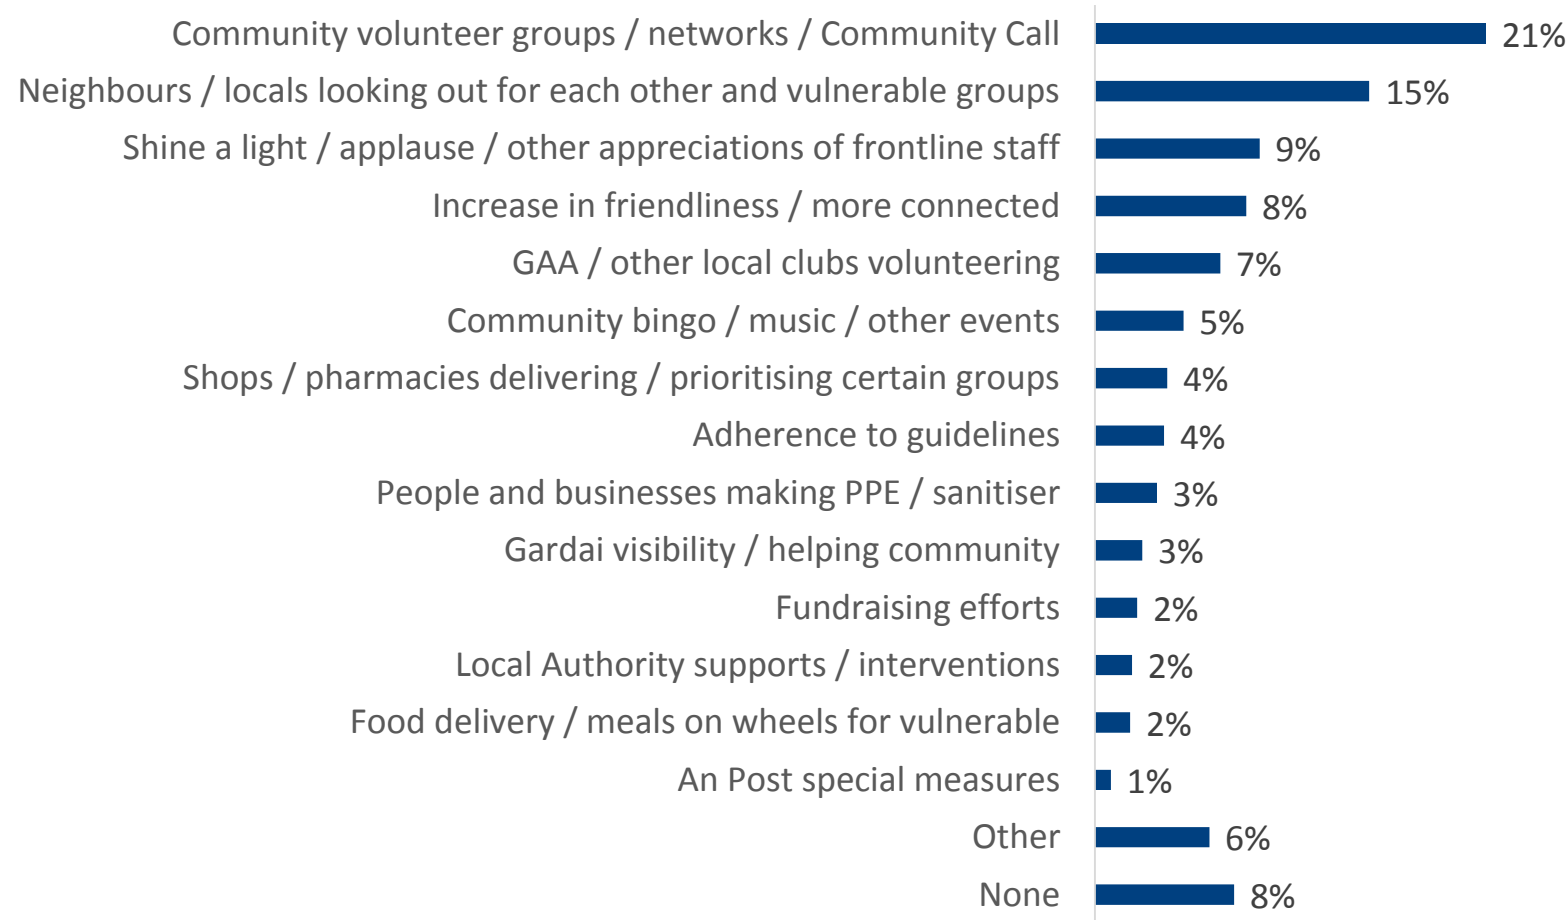 Community volunteer groups / networks / Community Call 21%
Neighbours / locals looking out for each other and vulnerable groups 15%
Shine a light / applause / other appreciations of frontline staff 9%
Increase in friendliness / more connected 8%
GAA / other local clubs volunteering 7%
Community bingo / music / other events 5%
Shops / pharmacies delivering / prioritising certain groups 4%
Adherence to guidelines 4%
People and businesses making PPE / sanitiser 3%
Gardai visibility / helping community 3%
Fundraising efforts 2%
Local Authority supports / interventions 2%
Food delivery / meals on wheels for vulnerable 2%
An Post special measures 1%
Other 6%
None 8%